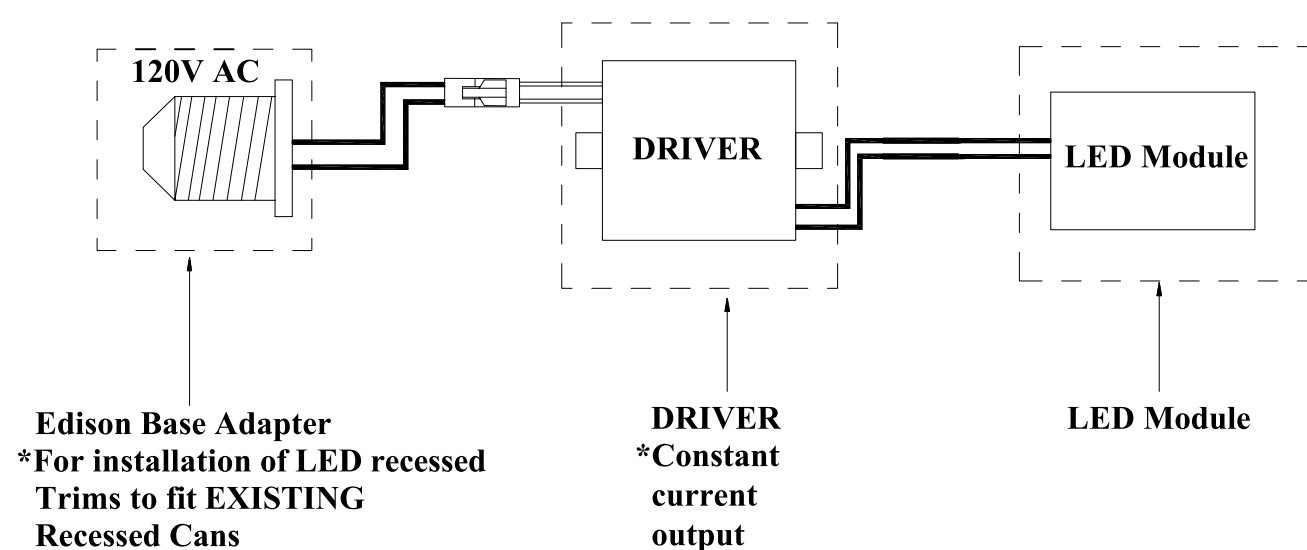 120V AC
DRIVER
LED Module
Edison Base Adapter
*For installation of LED recessed
Trims to fit EXISTING
Recessed Cans
DRIVER
*Constant
current
output
LED Module